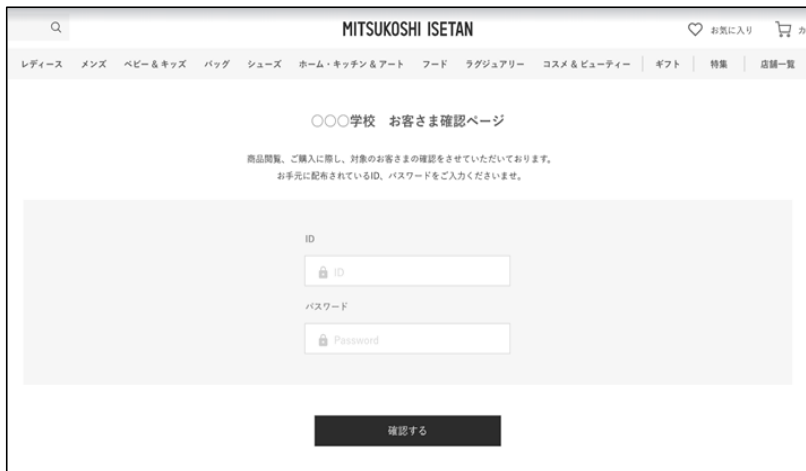 MITSUKOSHI ISETAN
お気に入り
レディース メンズ ベビー＆キッズ バッグ シューズ ホーム・キッチン＆アート フード ラグジュアリー コスメ＆ビューティー ギフト 特集 店舗一覧
○○○学校　お客さま確認ページ
商品閲覧、ご購入に際し、対象のお客さまの確認をさせていただいております。
お手元に配布されているID、パスワードをご入力くださいませ。
ID
ID
パスワード
Password
確認する